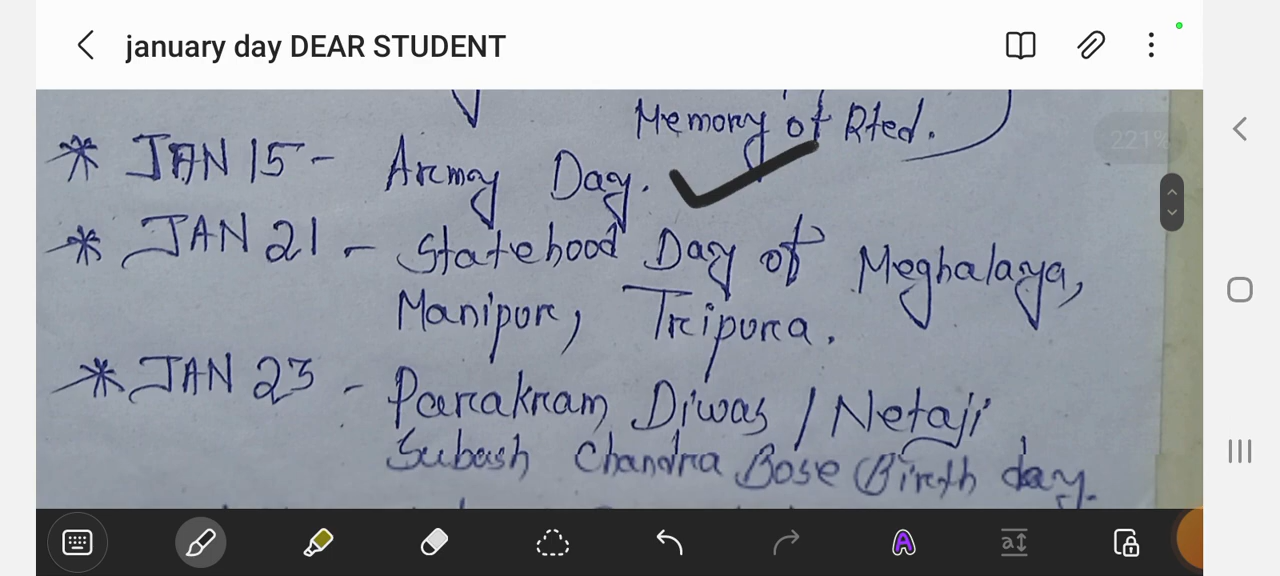 january day DEAR STUDENT
Memory of Rted.
221%
* JAN 15 - Army Day.
* JAN 21 - Statehood Day of Meghalaya,
Manipur, Tripura.
* JAN 23 - Parakram Diwas / Netaji
Subash Chandra Bose Birth day.